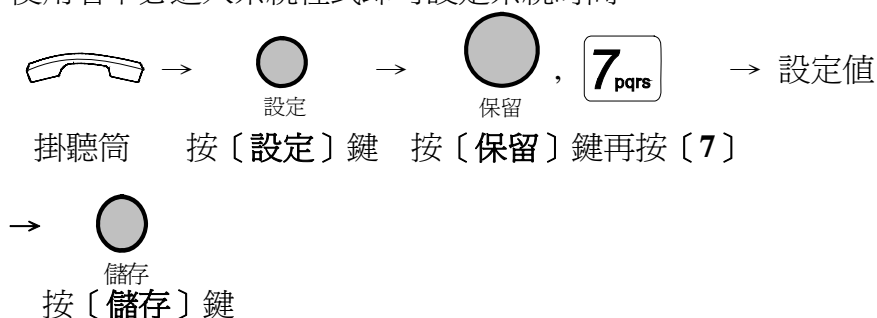 使用者不必進入系統程式即可設定系統時間
→ → , 7pqrs → 設定值
設定 保留
掛聽筒 按〔設定〕鍵 按〔保留〕鍵再按〔7〕
→
儲存
按〔儲存〕鍵